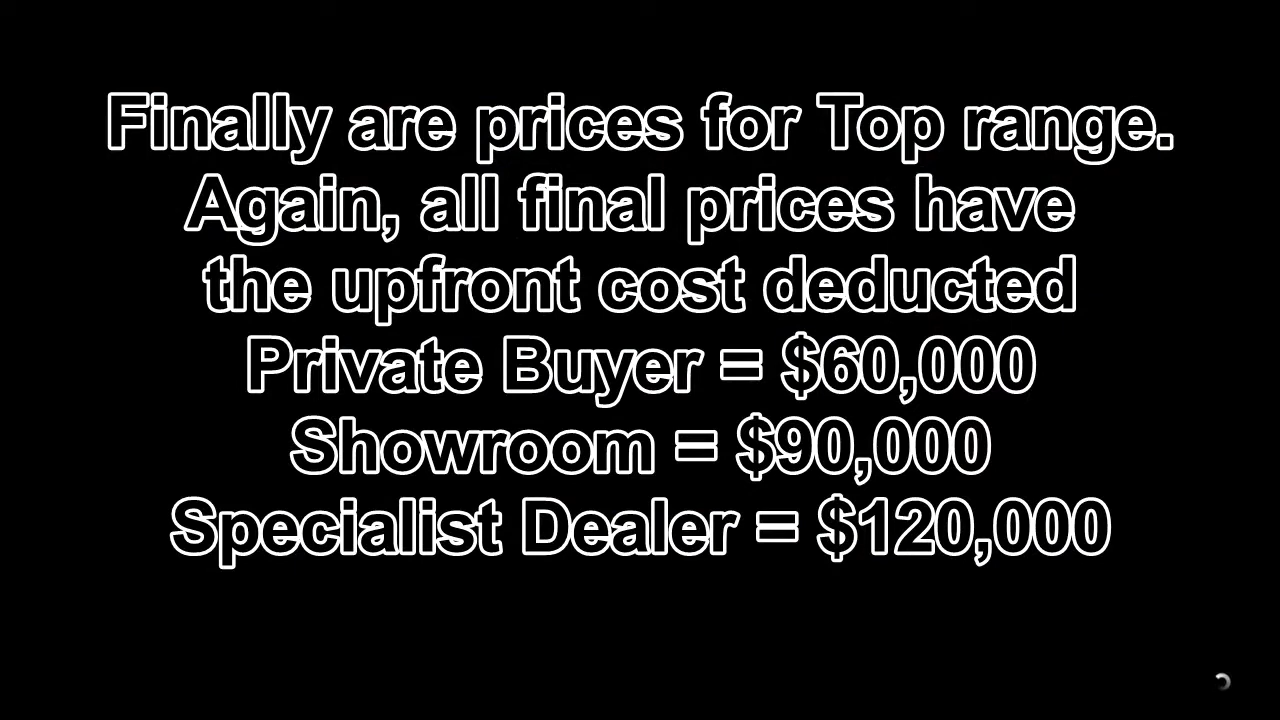 Finally are prices for Top range.
Again, all final prices have
the upfront cost deducted
Private Buyer = $60,000
Showroom = $90,000
Specialist Dealer = $120,000